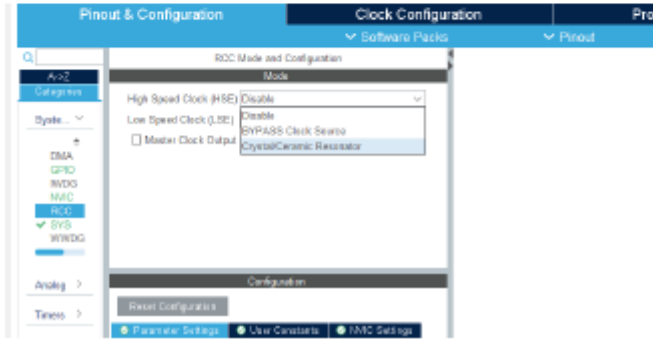 Pinout & Configuration
Clock Configuration
Pro
Software Packs
Pinout
RCC Mode and Configuration
Mode
A->Z
Categories
High Speed Clock (HSE) Disable
Low Speed Clock (LSE)
Disable
BYPASS Clock Source
Crystal/Ceramic Resonator
Master Clock Output
Syste...
DMA
GPIO
IWDG
NVIC
RCC
SYS
WWDG
Analog
Timers
Configuration
Reset Configuration
Parameter Settings
User Constants
NVIC Settings